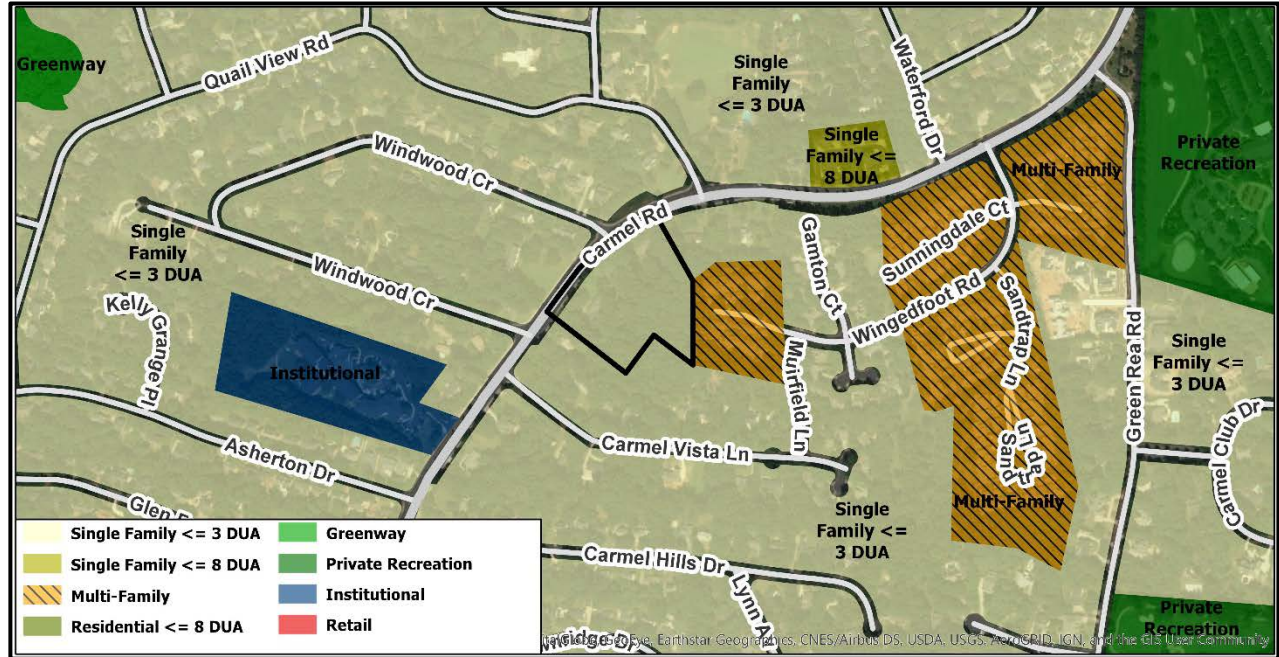 Greenway
Quail View Rd
Single
Family
<= 3 DUA
Waterford Dr
Private
Recreation
Single
Family <=
8 DUA
Multi-Family
Windwood Cr
Carmel Rd
Sunningdale Ct
Gamton Ct
Single
Family
<= 3 DUA
Windwood Cr
Wingedfoot Rd
Sandtrap Ln
Green Rea Rd
Kelly Grange Pl
Institutional
Muirfield Ln
Single
Family
<= 3 DUA
Carmel Club Dr
Asherton Dr
Carmel Vista Ln
Sand
trap Ln
Multi-Family
Single
Family
<= 3 DUA
Carmel Hills Dr
Lynn
Single Family <= 3 DUA
Single Family <= 8 DUA
Multi-Family
Residential <= 8 DUA
Greenway
Private Recreation
Institutional
Retail
Private
Recreation
GeoEye, Earthstar Geographics, CNES/Airbus DS, USDA, USGS, AeroGRID, IGN, and the GIS User Community